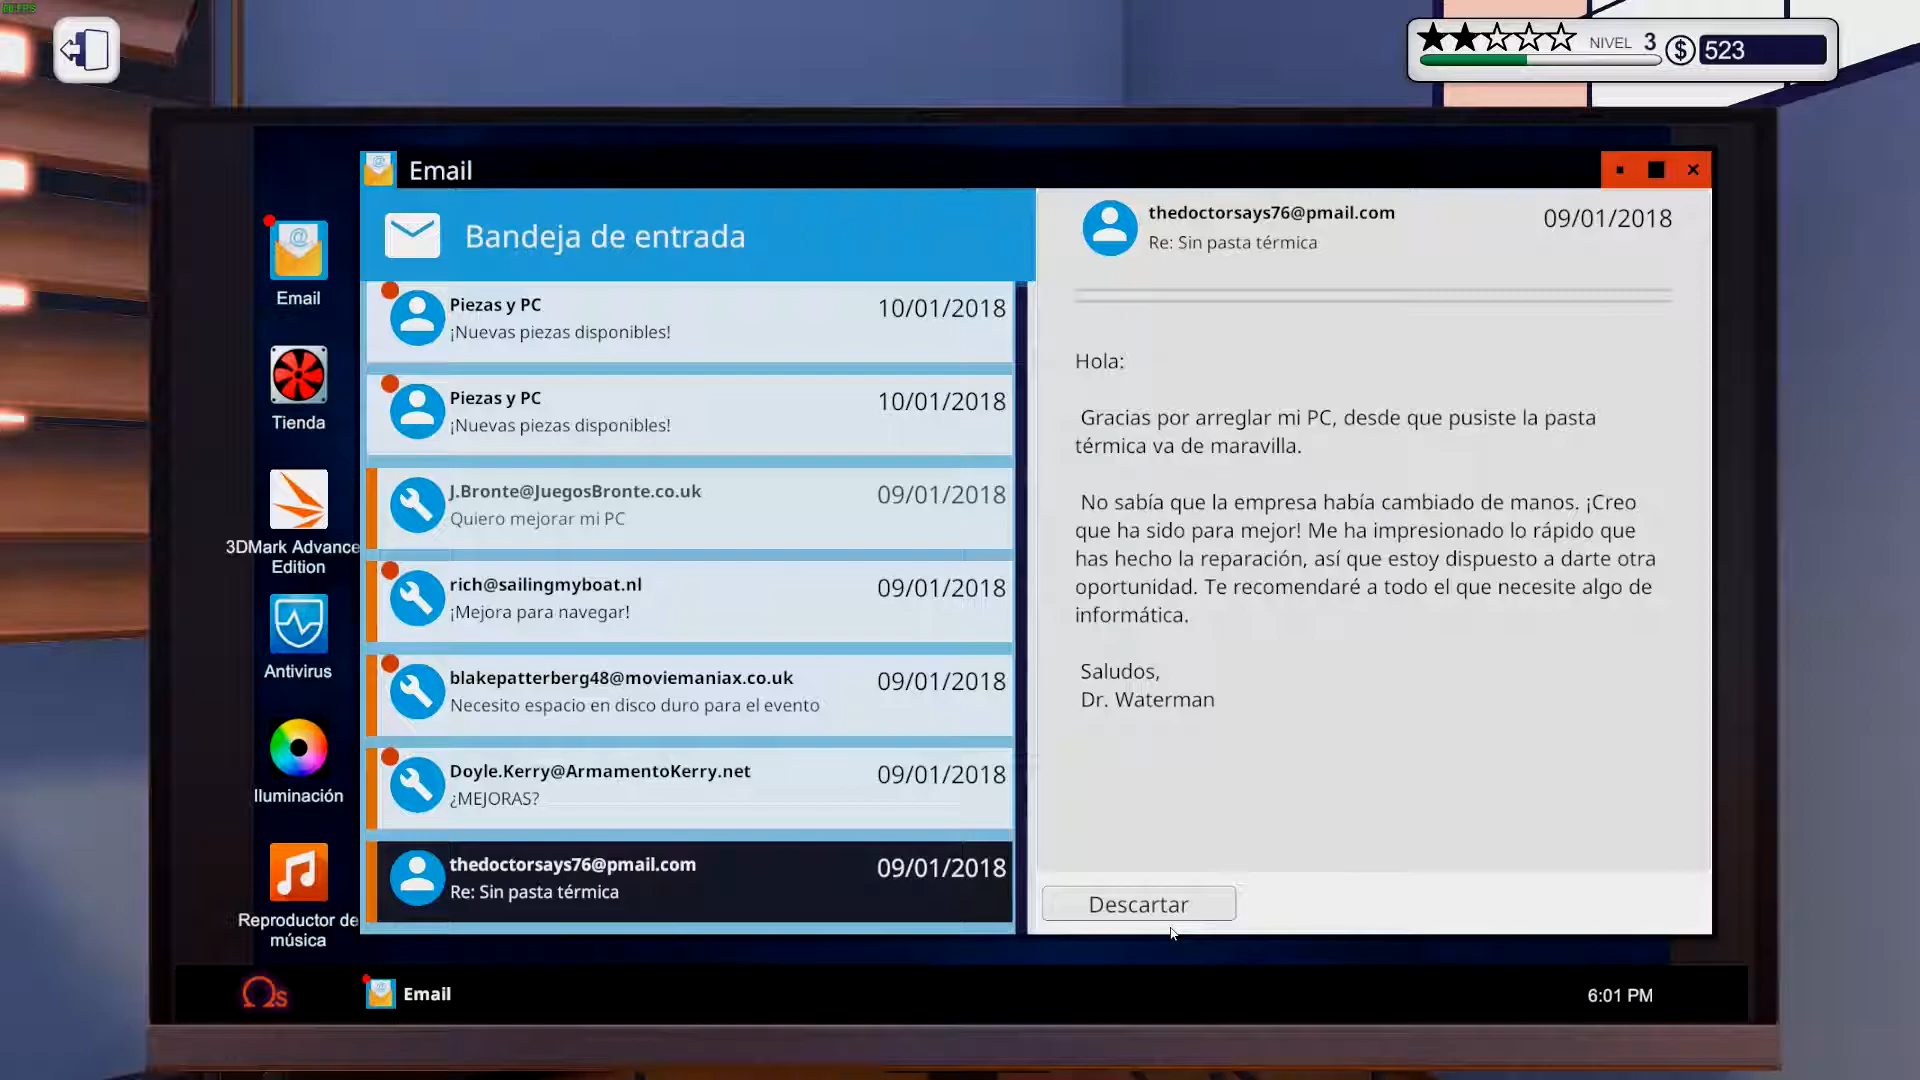 NIVEL 3
$ 523
Email
Bandeja de entrada
Piezas y PC
10/01/2018
¡Nuevas piezas disponibles!
Piezas y PC
10/01/2018
¡Nuevas piezas disponibles!
J.Bronte@JuegosBronte.co.uk
09/01/2018
Quiero mejorar mi PC
rich@sailingmyboat.nl
09/01/2018
¡Mejora para navegar!
blakepatterberg48@moviemaniax.co.uk
09/01/2018
Necesito espacio en disco duro para el evento
Doyle.Kerry@ArmamentoKerry.net
09/01/2018
¿MEJORAS?
thedoctorsays76@pmail.com
09/01/2018
Re: Sin pasta térmica
thedoctorsays76@pmail.com
09/01/2018
Re: Sin pasta térmica
Hola:
Gracias por arreglar mi PC, desde que pusiste la pasta
térmica va de maravilla.
No sabía que la empresa había cambiado de manos. ¡Creo
que ha sido para mejor! Me ha impresionado lo rápido que
has hecho la reparación, así que estoy dispuesto a darte otra
oportunidad. Te recomendaré a todo el que necesite algo de
informática.
Saludos,
Dr. Waterman
Descartar
Email
Tienda
3DMark Advance
Edition
Antivirus
Iluminación
Reproductor de
música
Ωs
Email
6:01 PM